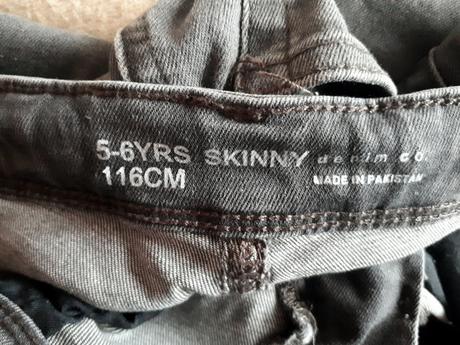 5-6YRS SKINNY denim co.
116CM MADE IN PAKISTAN